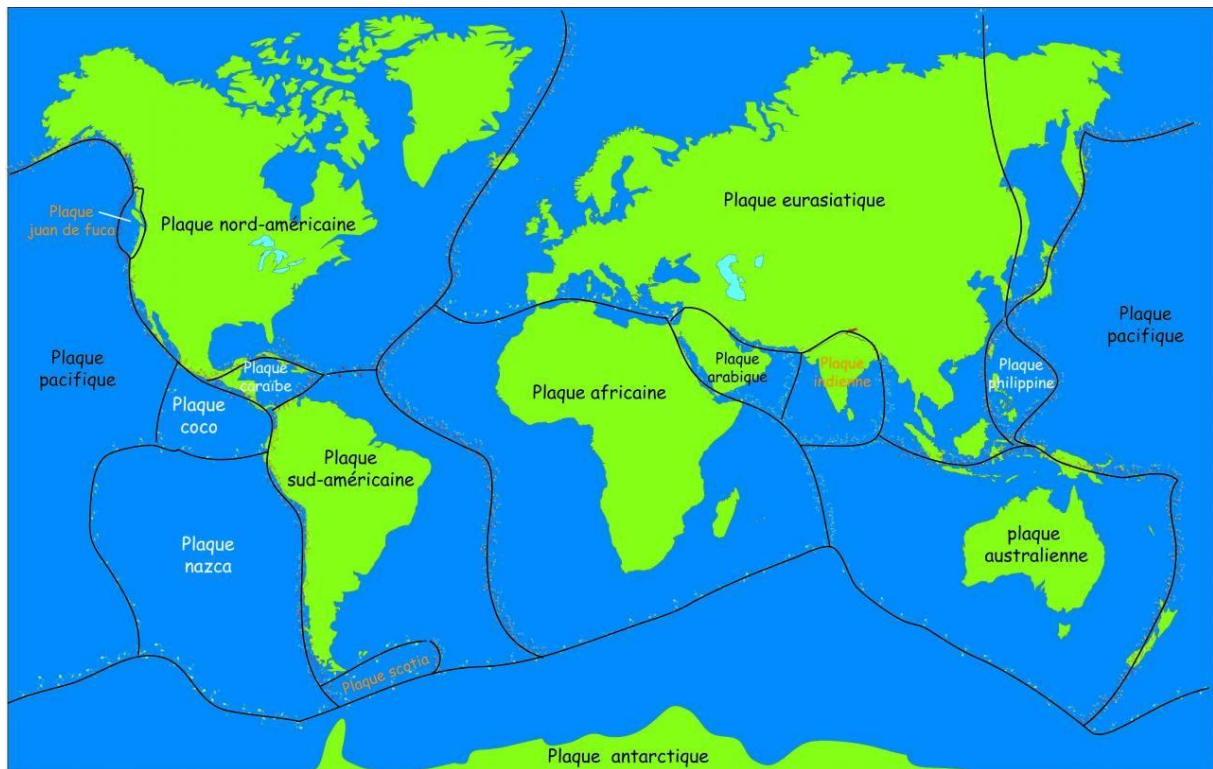 Plaque eurasiatique
Plaque
juan de fuca
Plaque nord-américaine
Plaque
pacifique
Plaque
pacifique
Plaque
caraïbe
Plaque
arabique
Plaque
indienne
Plaque
philippine
Plaque africaine
Plaque
coco
Plaque
sud-américaine
Plaque
nazca
plaque
australienne
Plaque scotia
Plaque antarctique